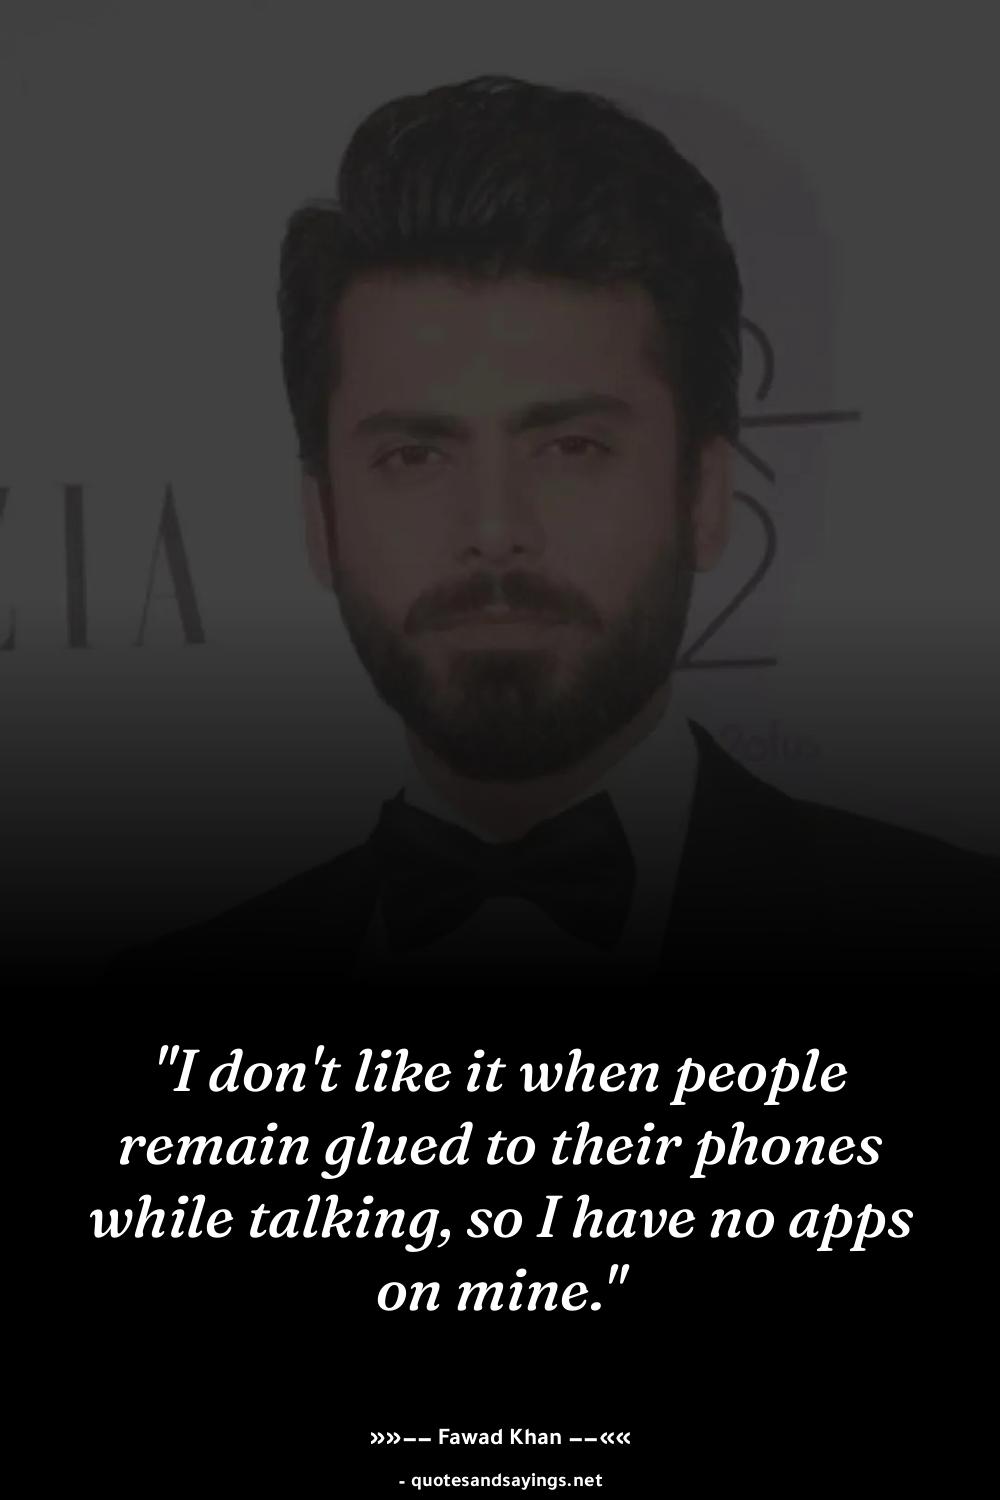 ZIA
"I don't like it when people
remain glued to their phones
while talking, so I have no apps
on mine."
»»−− Fawad Khan −−««
- quotesandsayings.net